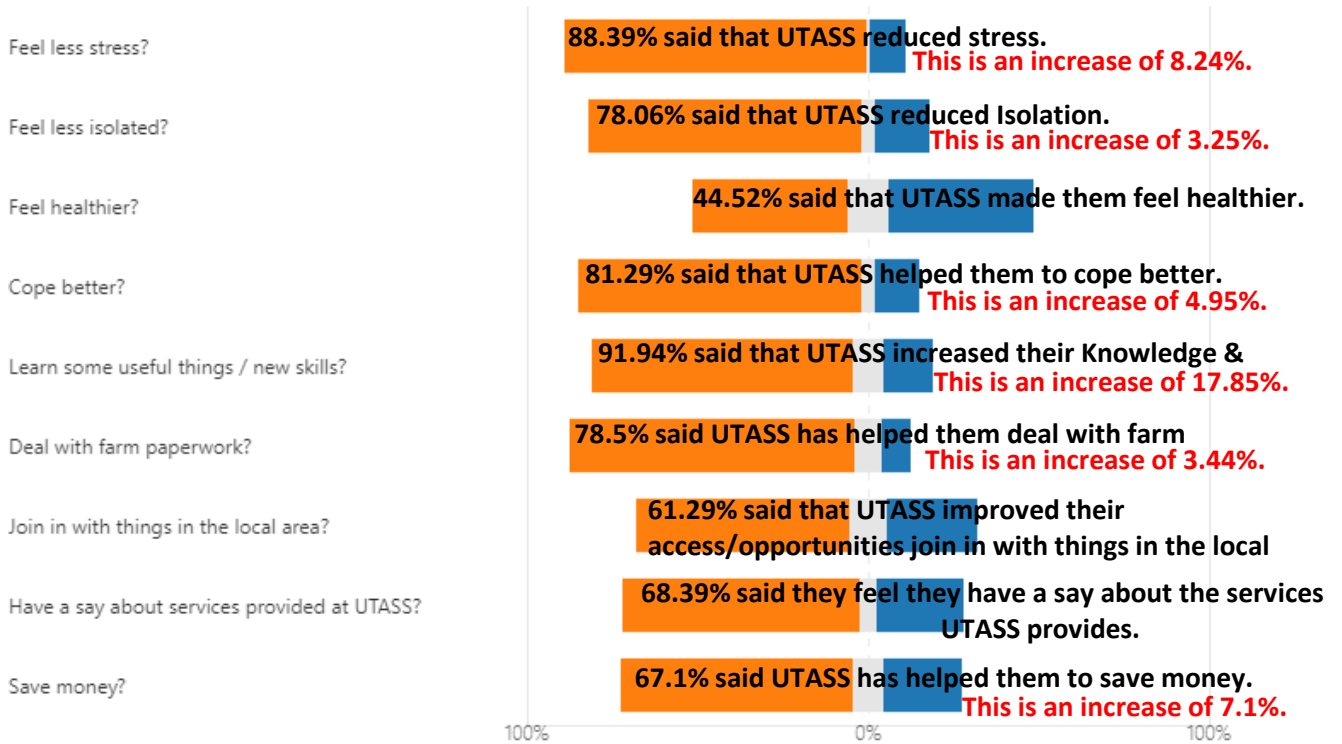 Feel less stress?
88.39% said that UTASS reduced stress.
This is an increase of 8.24%.
Feel less isolated?
78.06% said that UTASS reduced Isolation.
This is an increase of 3.25%.
Feel healthier?
44.52% said that UTASS made them feel healthier.
Cope better?
81.29% said that UTASS helped them to cope better.
This is an increase of 4.95%.
Learn some useful things / new skills?
91.94% said that UTASS increased their Knowledge &
This is an increase of 17.85%.
Deal with farm paperwork?
78.5% said UTASS has helped them deal with farm
This is an increase of 3.44%.
Join in with things in the local area?
61.29% said that UTASS improved their
access/opportunities join in with things in the local
Have a say about services provided at UTASS?
68.39% said they feel they have a say about the services
UTASS provides.
Save money?
67.1% said UTASS has helped them to save money.
This is an increase of 7.1%.
100% 0% 100%